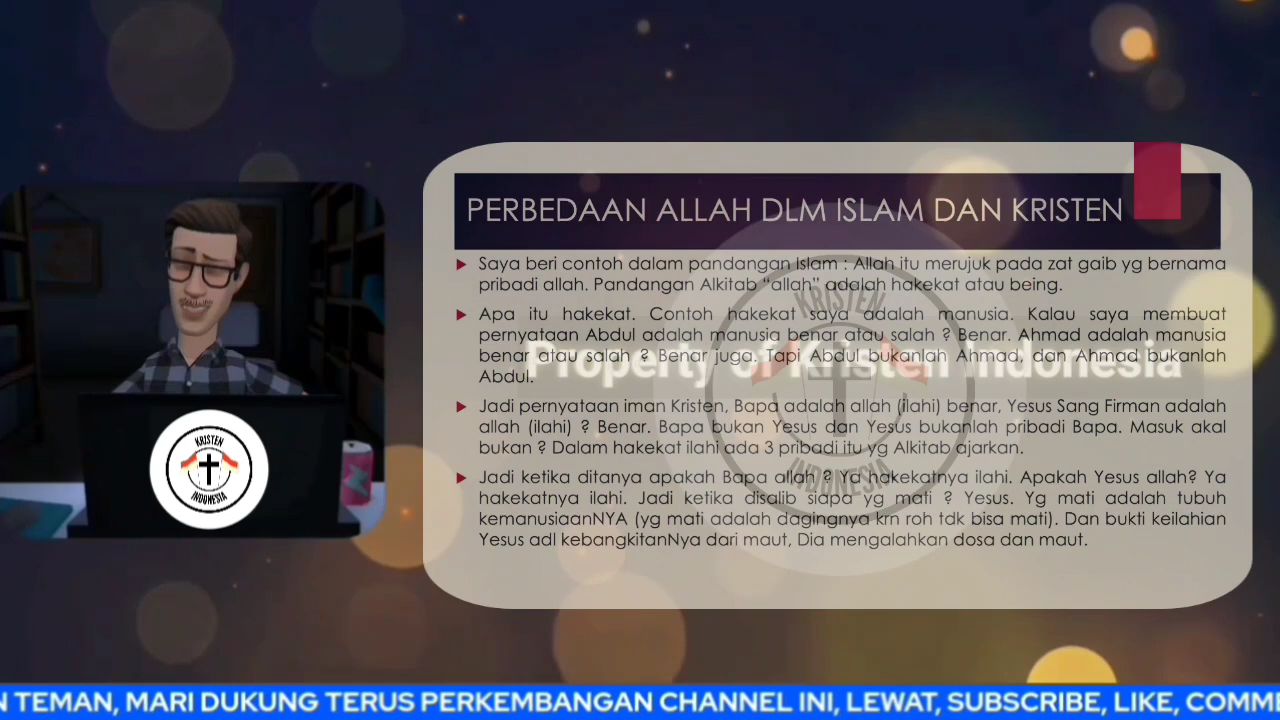 PERBEDAAN ALLAH DLM ISLAM DAN KRISTEN
Saya beri contoh dalam pandangan Islam : Allah itu merujuk pada zat gaib yg bernama
pribadi allah. Pandangan Alkitab “allah” adalah hakekat atau being.
Apa itu hakekat. Contoh hakekat saya adalah manusia. Kalau saya membuat
pernyataan Abdul adalah manusia benar atau salah ? Benar. Ahmad adalah manusia
benar atau salah ? Benar juga. Tapi Abdul bukanlah Ahmad dan Ahmad bukanlah
Abdul.
Property of Kristen Indonesia
Jadi pernyataan iman Kristen, Bapa adalah allah (ilahi) benar, Yesus Sang Firman adalah
allah (ilahi) ? Benar. Bapa bukan Yesus dan Yesus bukanlah pribadi Bapa. Masuk akal
bukan ? Dalam hakekat ilahi ada 3 pribadi itu yg Alkitab ajarkan.
Jadi ketika ditanya apakah Bapa allah ? Ya hakekatnya ilahi. Apakah Yesus allah? Ya
hakekatnya ilahi. Jadi ketika disalib siapa yg mati ? Yesus. Yg mati adalah tubuh
kemanusiaanNYA (yg mati adalah dagingnya krn roh tdk bisa mati). Dan bukti keilahian
Yesus adl kebangkitanNya dari maut, Dia mengalahkan dosa dan maut.
KRISTEN
INDONESIA
KRISTEN
INDONESIA
N TEMAN, MARI DUKUNG TERUS PERKEMBANGAN CHANNEL INI, LEWAT, SUBSCRIBE, LIKE, COMM